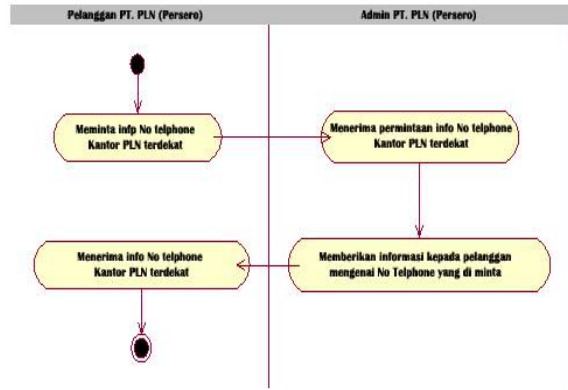 Pelanggan PT. PLN (Persero)
Admin PT. PLN (Persero)
Meminta infp No telphone
Kantor PLN terdekat
Menerima permintaan info No telphone
Kantor PLN terdekat
Menerima info No telphone
Kantor PLN terdekat
Memberikan informasi kepada pelanggan
mengenai No Telphone yang di minta